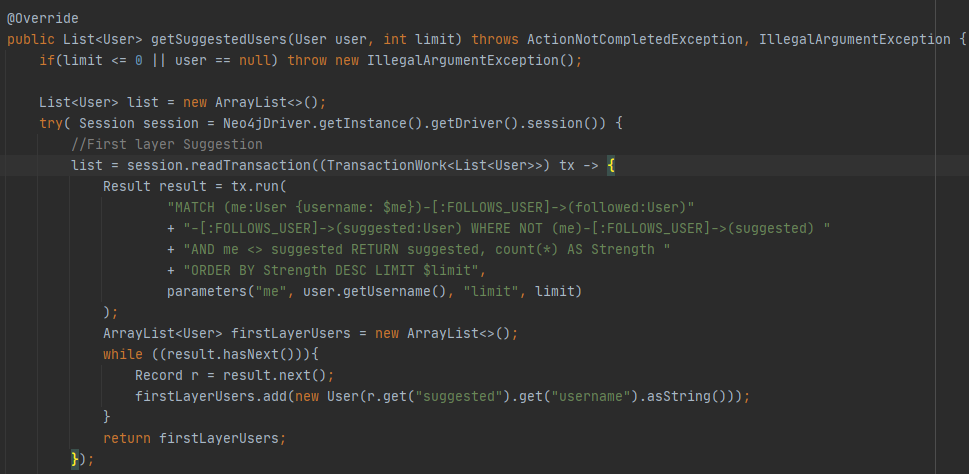 @Override
public List<User> getSuggestedUsers(User user, int limit) throws ActionNotCompletedException, IllegalArgumentException {
if(limit <= 0 || user == null) throw new IllegalArgumentException();
List<User> list = new ArrayList<>();
try( Session session = Neo4jDriver.getInstance().getDriver().session()) {
//First layer Suggestion
list = session.readTransaction((TransactionWork<List<User>>) tx -> {
Result result = tx.run(
"MATCH (me:User {username: $me})-[:FOLLOWS_USER]->(followed:User)"
+ "-[:FOLLOWS_USER]->(suggested:User) WHERE NOT (me)-[:FOLLOWS_USER]->(suggested) "
+ "AND me <> suggested RETURN suggested, count(*) AS Strength "
+ "ORDER BY Strength DESC LIMIT $limit",
parameters("me", user.getUsername(), "limit", limit)
);
ArrayList<User> firstLayerUsers = new ArrayList<>();
while ((result.hasNext())){
Record r = result.next();
firstLayerUsers.add(new User(r.get("suggested").get("username").asString()));
}
return firstLayerUsers;
});